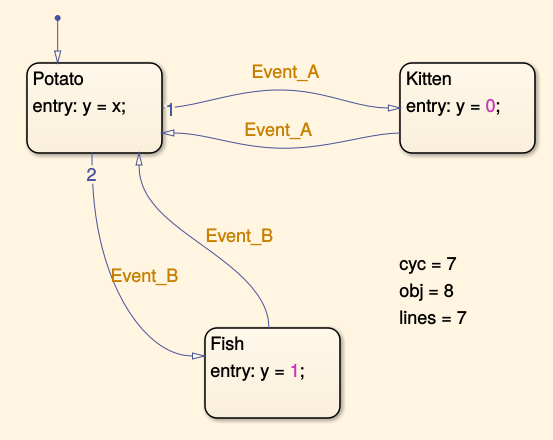 Potato
entry: y = x;
Event_A
1
Kitten
entry: y = 0;
Event_A
2
Event_B
Event_B
cyc = 7
obj = 8
lines = 7
Fish
entry: y = 1;